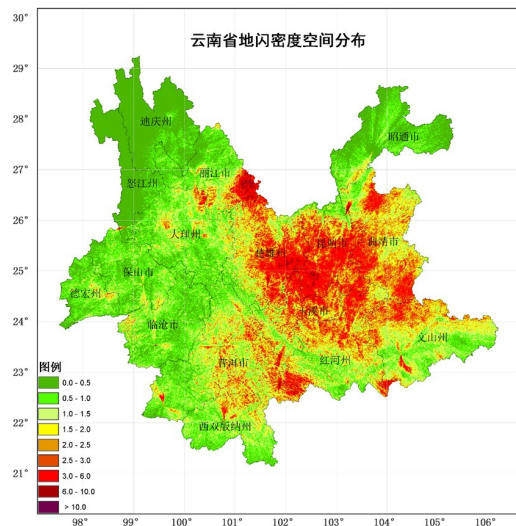 云南省地闪密度空间分布
30°
29°
28°
27°
26°
25°
24°
23°
22°
21°
迪庆州
昭通市
丽江市
怒江州
大理州
楚雄州
昆明市
曲靖市
保山市
德宏州
临沧市
玉溪市
文山州
普洱市
红河州
西双版纳州
图例
0.0 - 0.5
0.5 - 1.0
1.0 - 1.5
1.5 - 2.0
2.0 - 2.5
2.5 - 3.0
3.0 - 6.0
6.0 - 10.0
> 10.0
98° 99° 100° 101° 102° 103° 104° 105° 106°